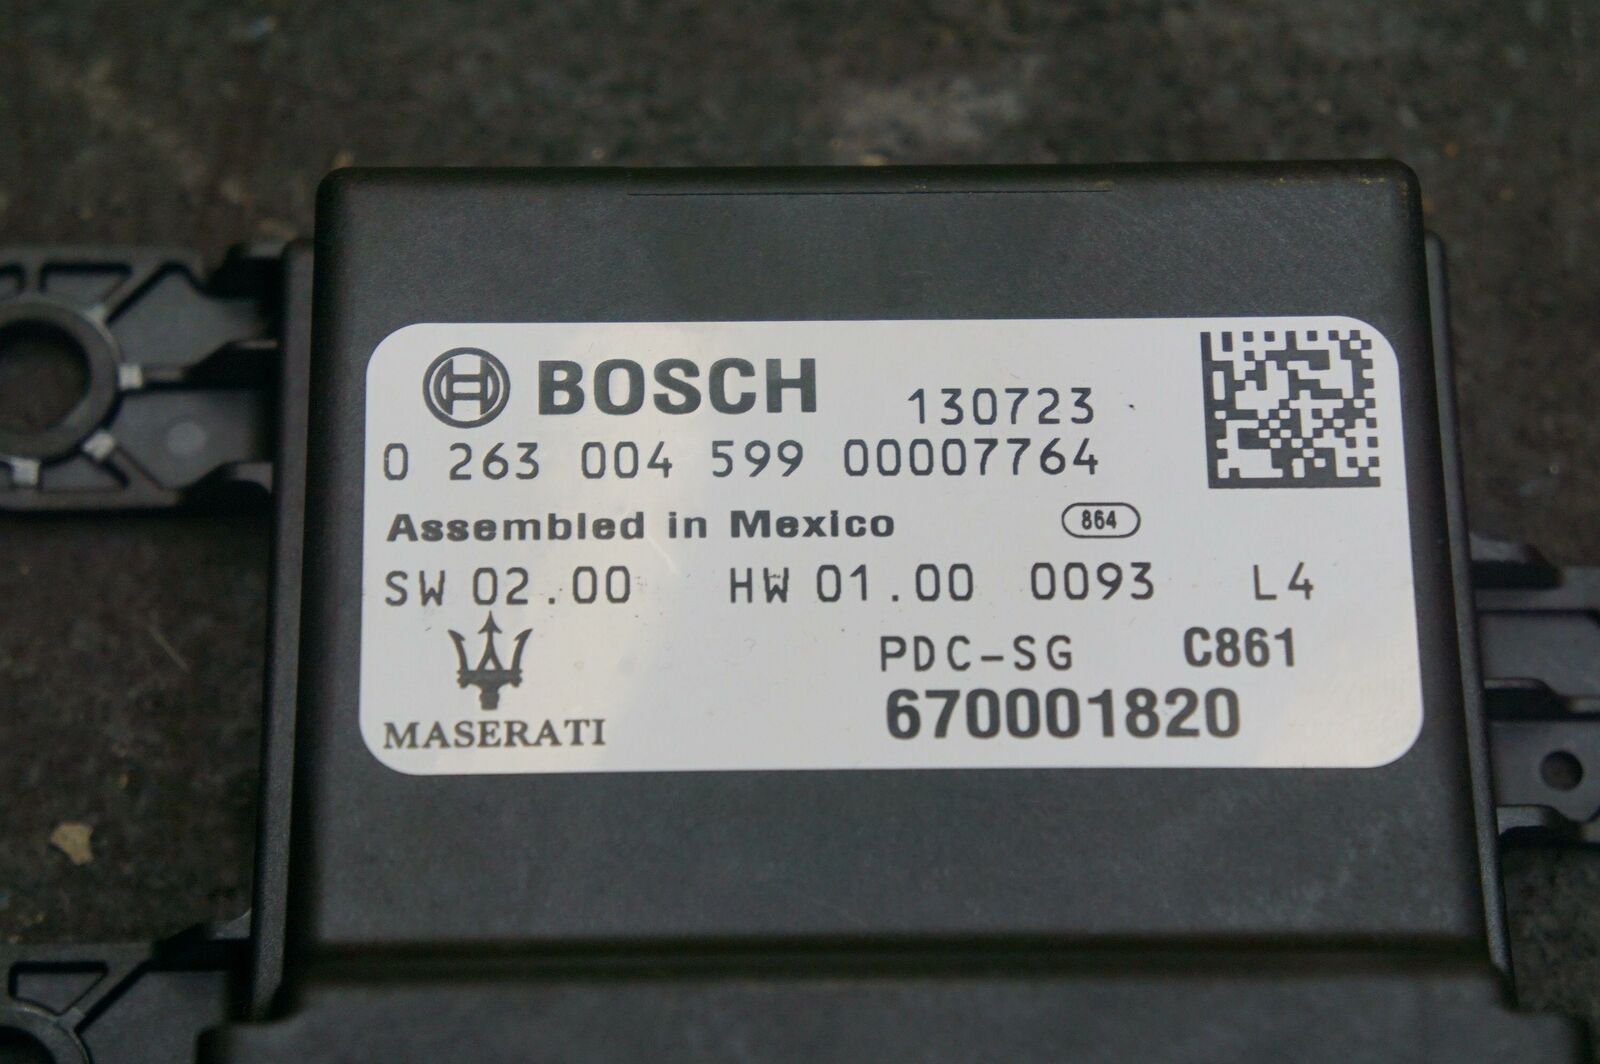 BOSCH 130723
0 263 004 599 00007764
Assembled in Mexico 864
SW 02.00 HW 01.00 0093 L4
PDC-SG C861
MASERATI 670001820